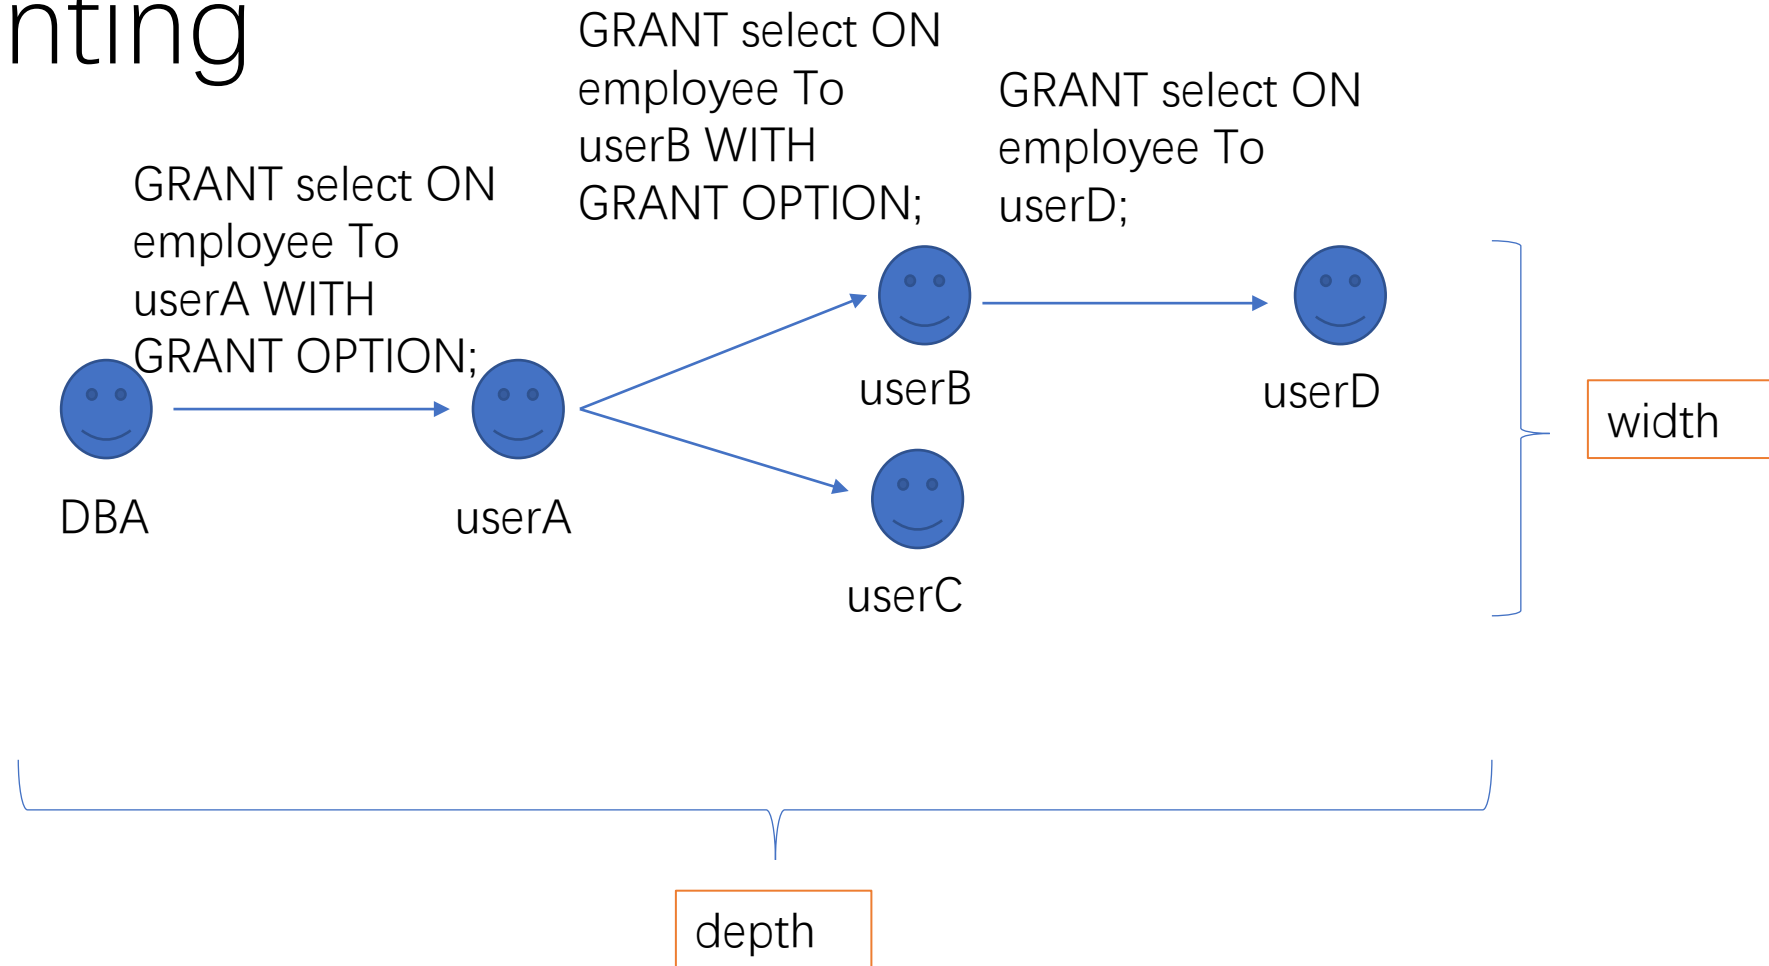 nting
GRANT select ON
employee To
userA WITH
GRANT OPTION;
GRANT select ON
employee To
userB WITH
GRANT OPTION;
GRANT select ON
employee To
userD;
DBA
userA
userB
userC
userD
width
depth